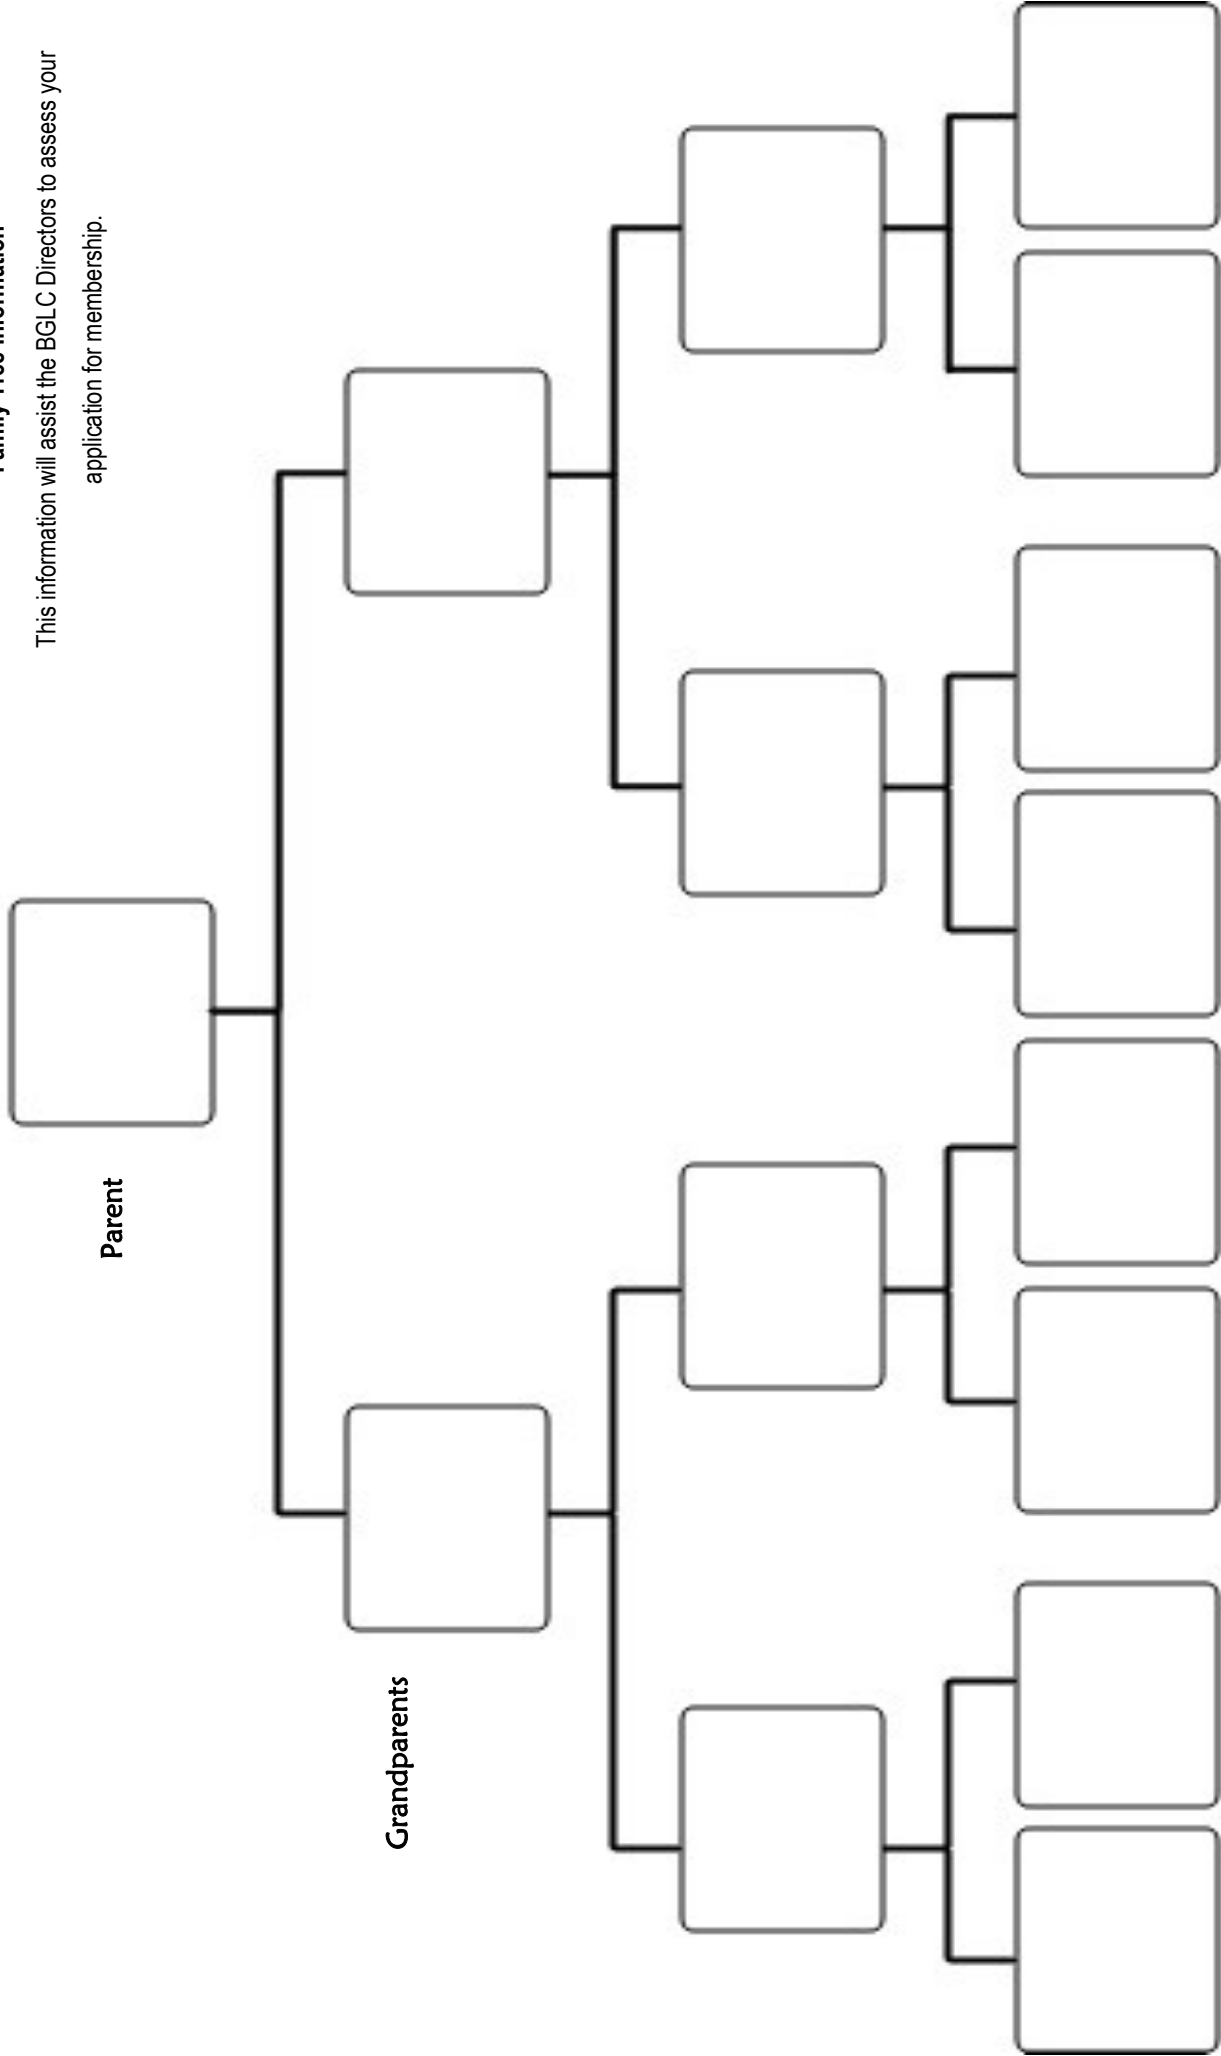 This information will assist the BGLC Directors to assess your
application for membership.
Parent
Grandparents